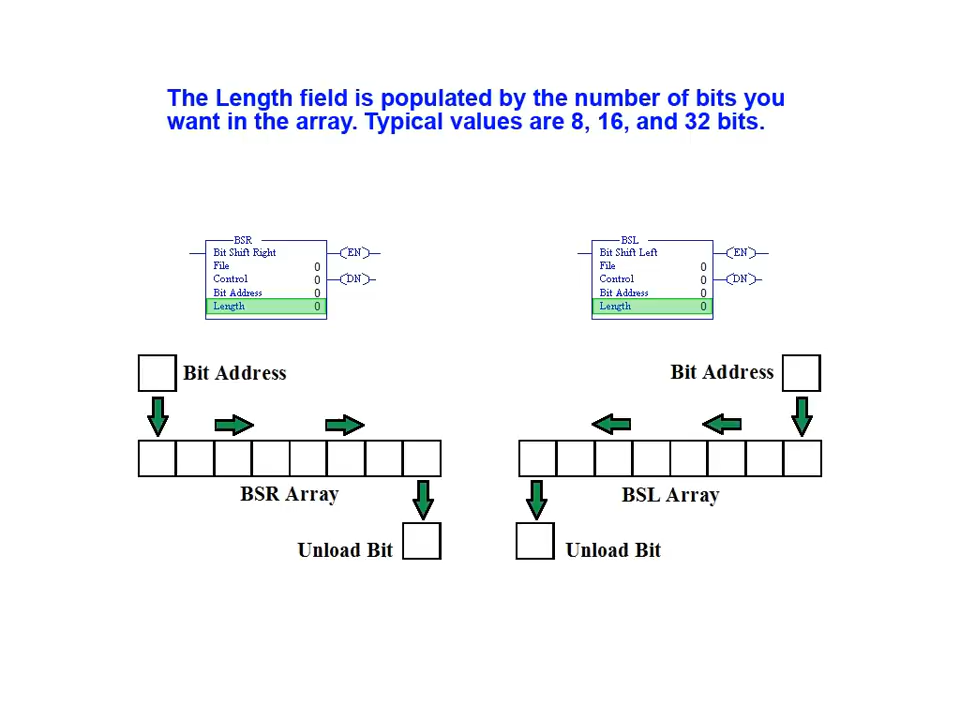 The Length field is populated by the number of bits you
want in the array. Typical values are 8, 16, and 32 bits.
BSR
Bit Shift Right
EN
File 0
Control 0
DN
Bit Address 0
Length 0
BSL
Bit Shift Left
EN
File 0
Control 0
DN
Bit Address 0
Length 0
Bit Address
BSR Array
Unload Bit
Bit Address
BSL Array
Unload Bit